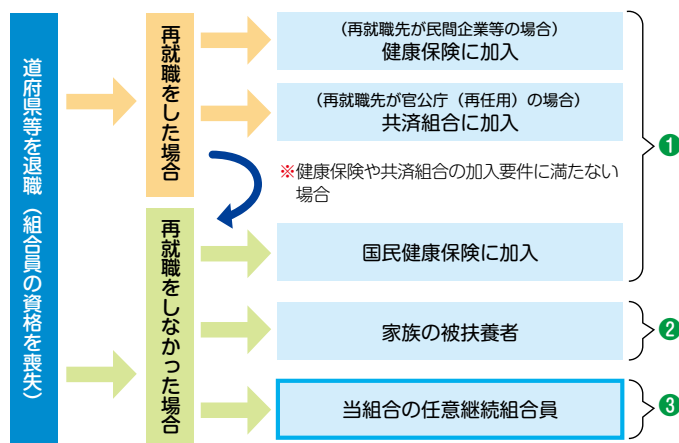 道府県等を退職（組合員の資格を喪失）
再就職をした場合
（再就職先が民間企業等の場合）
健康保険に加入
（再就職先が官公庁（再任用）の場合）
共済組合に加入
❶
※健康保険や共済組合の加入要件に満たない
場合
再就職をしなかった場合
国民健康保険に加入
家族の被扶養者
❷
当組合の任意継続組合員
❸